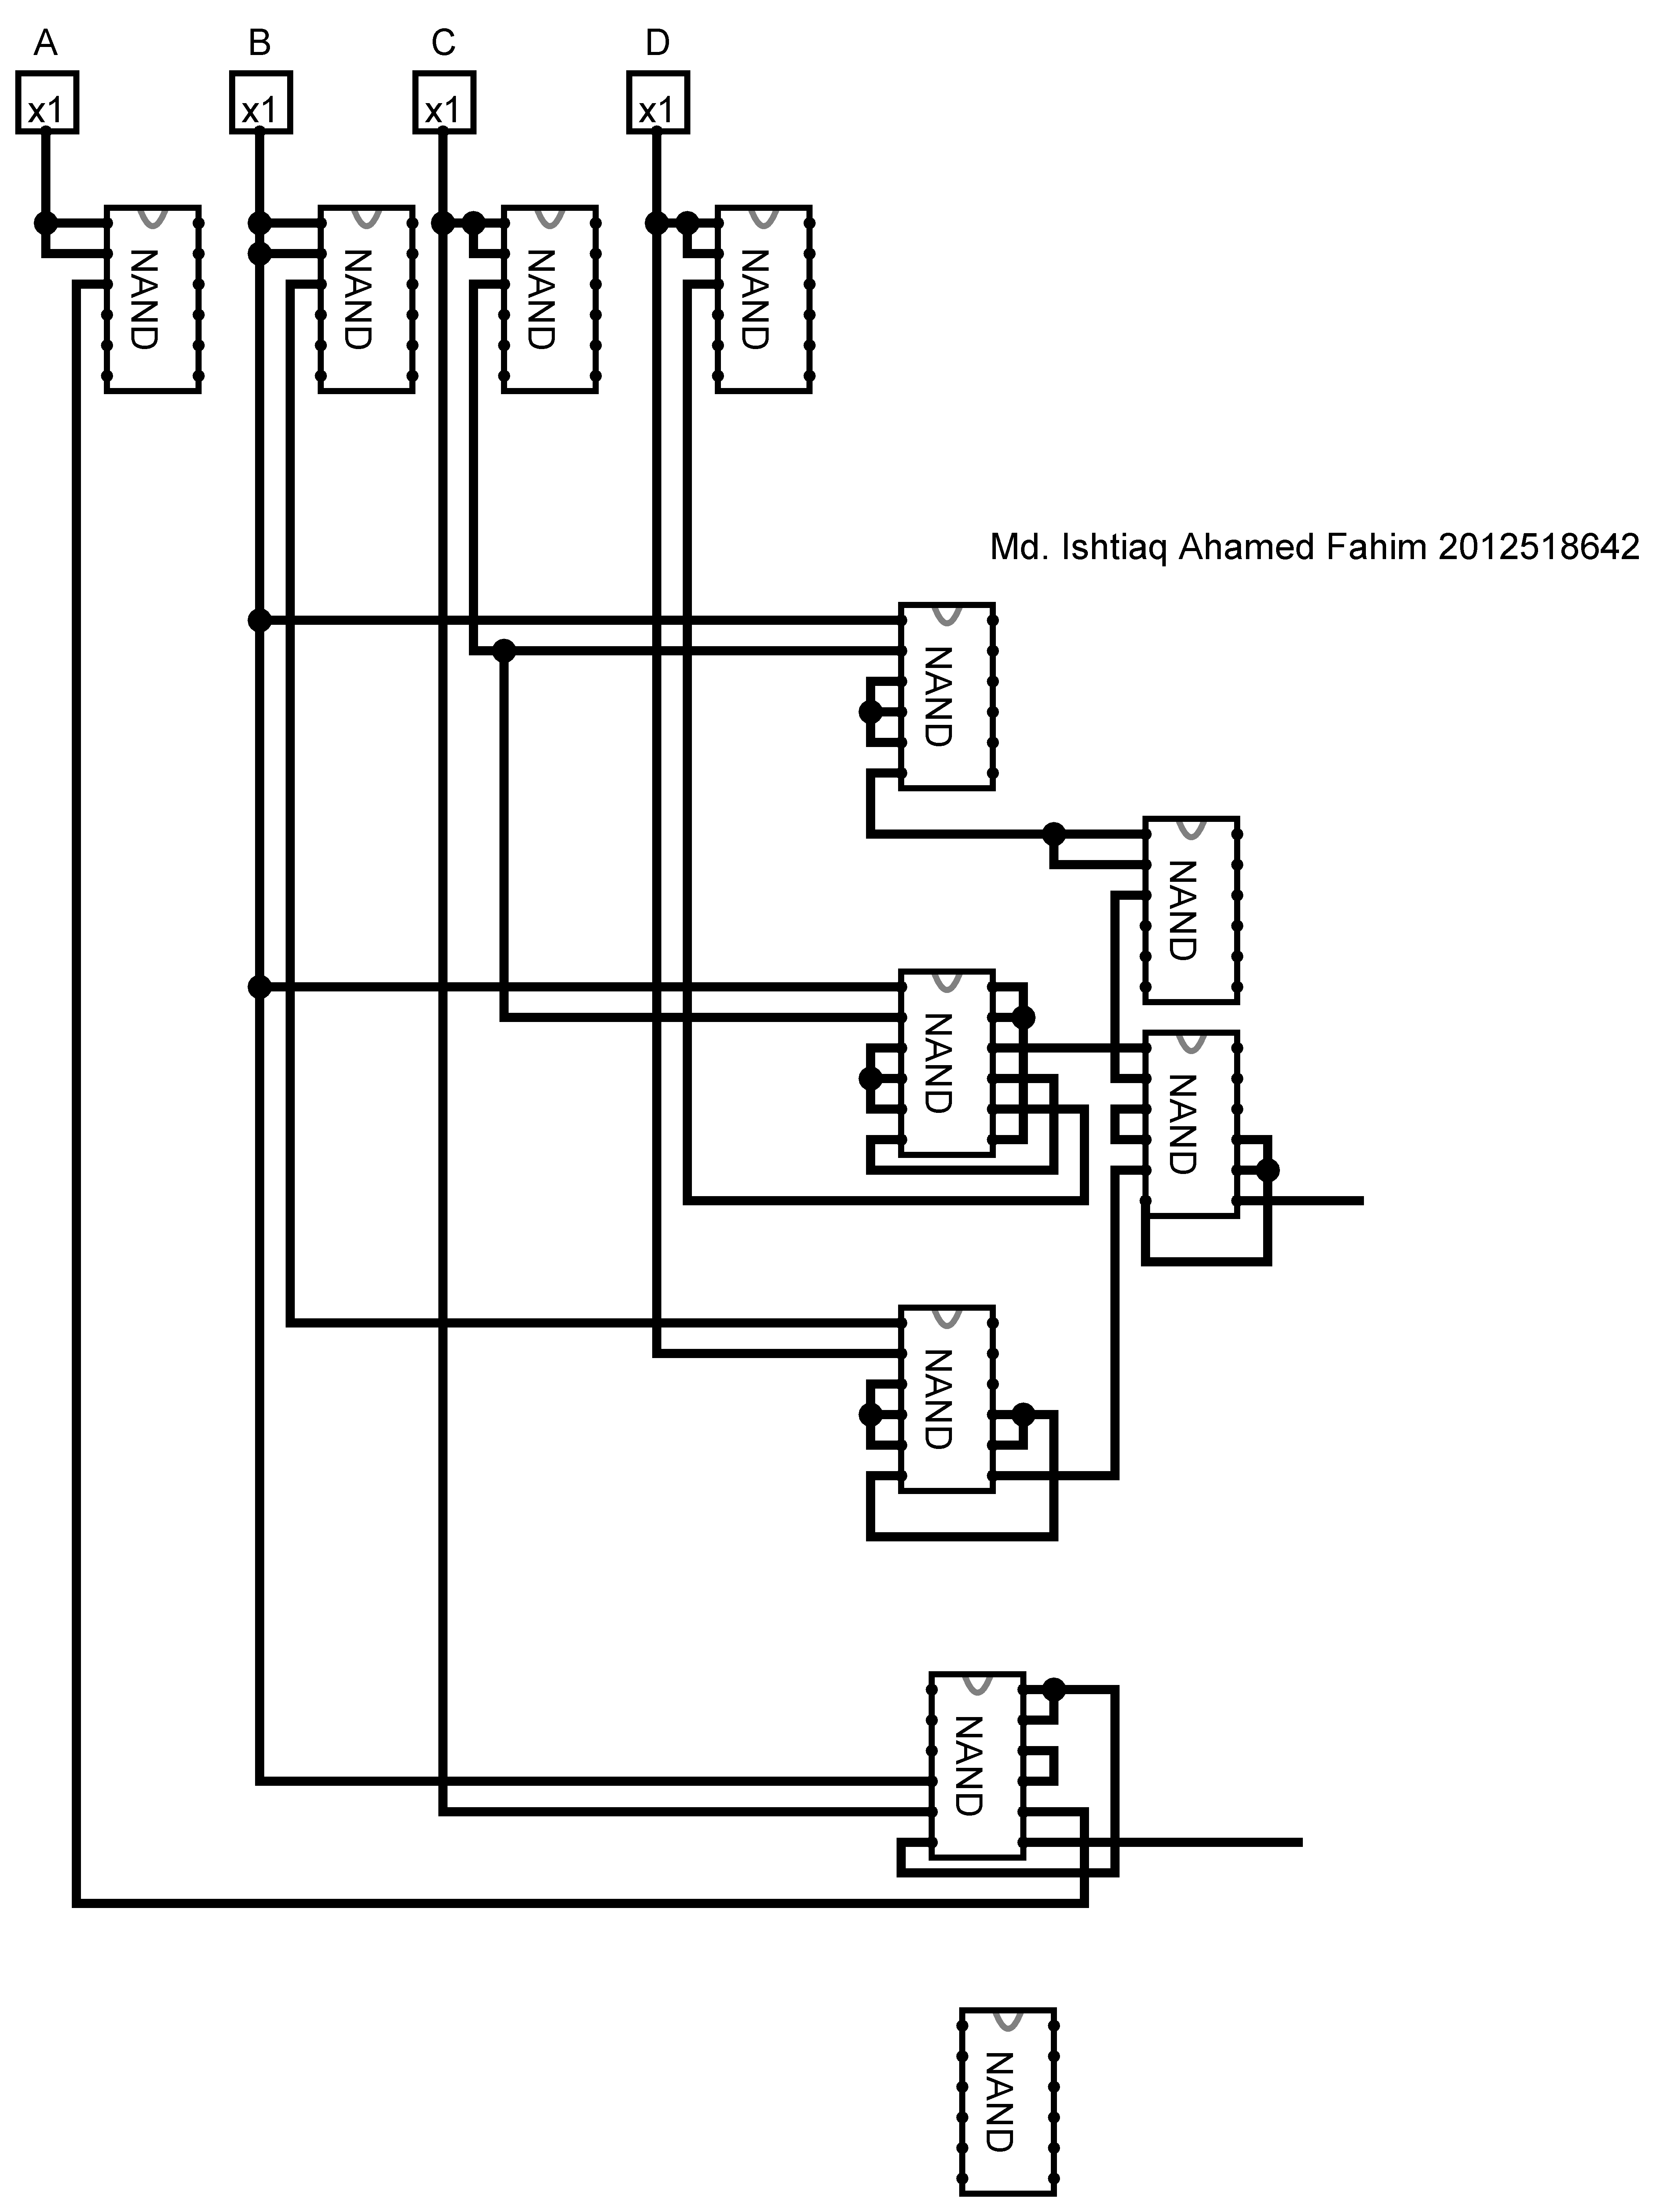 A B C D
x1 x1 x1 x1
NAND NAND NAND NAND
Md. Ishtiaq Ahamed Fahim 2012518642
NAND
NAND
NAND
NAND
NAND
NAND
NAND